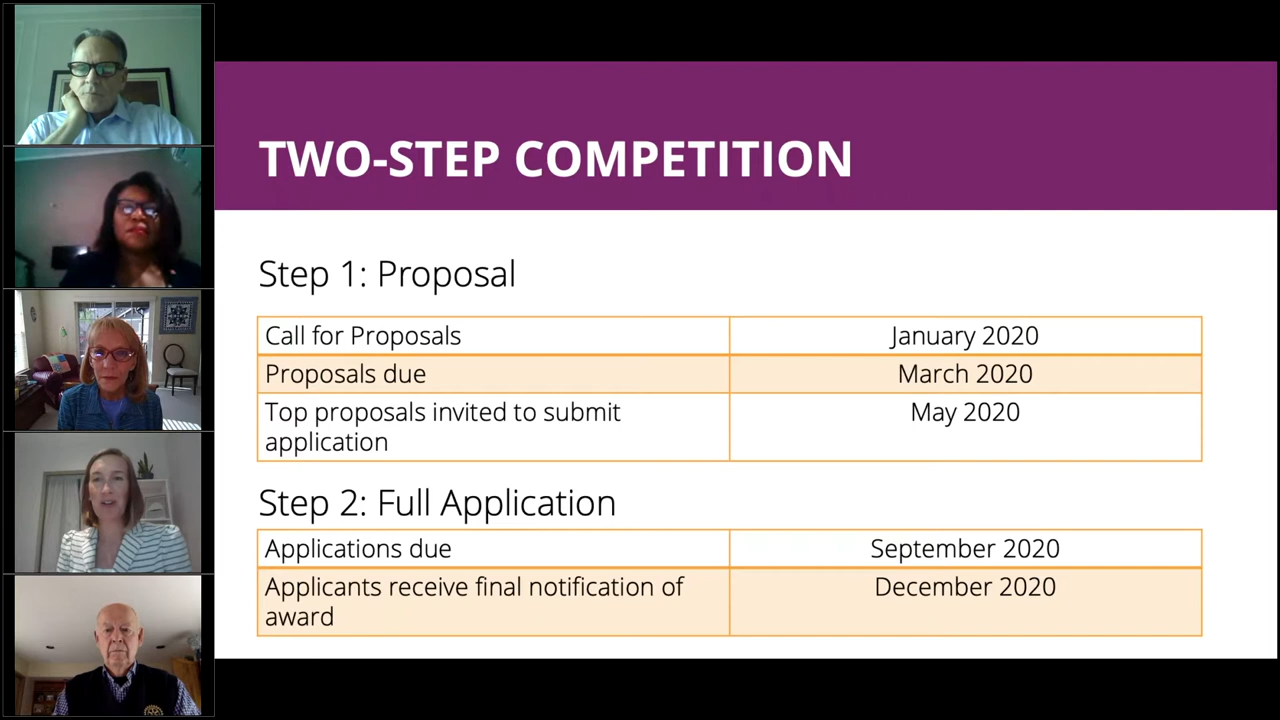 TWO-STEP COMPETITION
Step 1: Proposal
Call for Proposals January 2020
Proposals due March 2020
Top proposals invited to submit May 2020
application
Step 2: Full Application
Applications due September 2020
Applicants receive final notification of December 2020
award